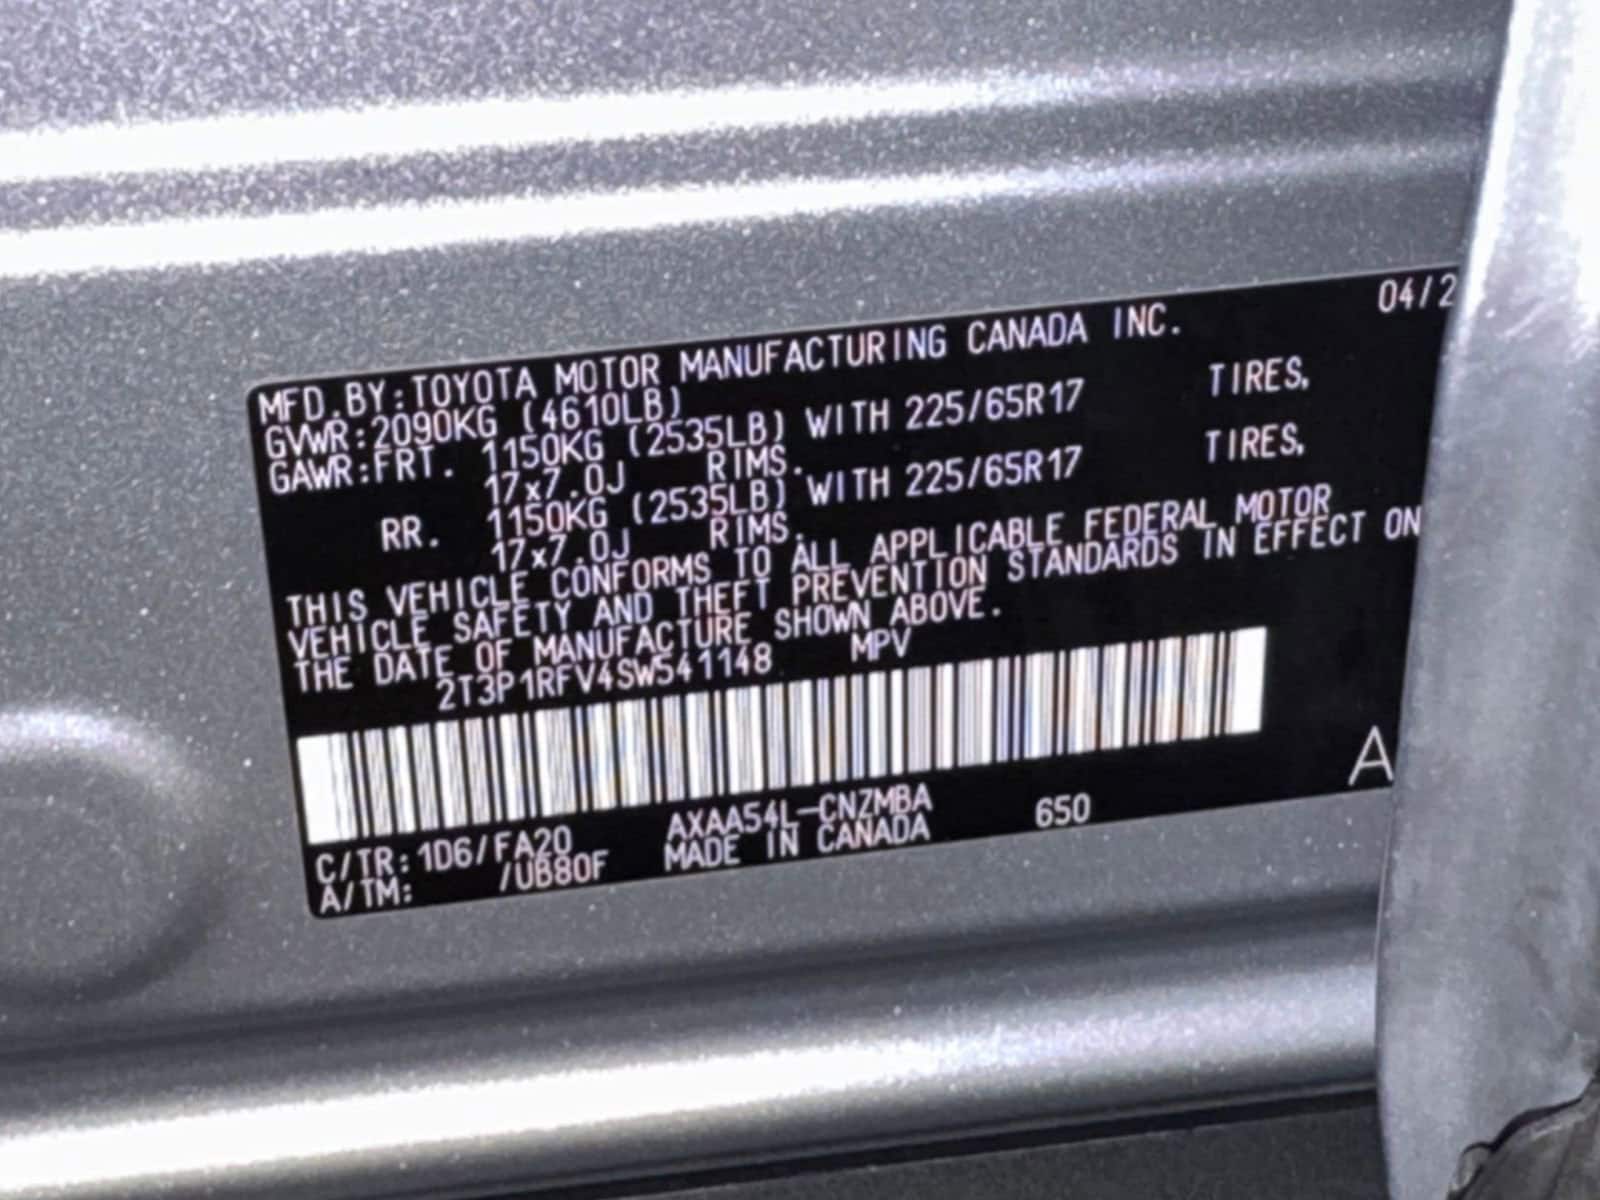 04/2
MFD.BY:TOYOTA MOTOR MANUFACTURING CANADA INC.
GVWR:2090KG (4610LB)
GAWR:FRT. 1150KG (2535LB) WITH 225/65R17 TIRES,
17x7.0J RIMS.
RR. 1150KG (2535LB) WITH 225/65R17 TIRES,
17x7.0J RIMS.
THIS VEHICLE CONFORMS TO ALL APPLICABLE FEDERAL MOTOR
VEHICLE SAFETY AND THEFT PREVENTION STANDARDS IN EFFECT ON
THE DATE OF MANUFACTURE SHOWN ABOVE.
2T3P1RFV4SW541148 MPV
A
C/TR:1D6/FA20 AXAA54L-CNZMBA 650
A/TM: /UB80F MADE IN CANADA